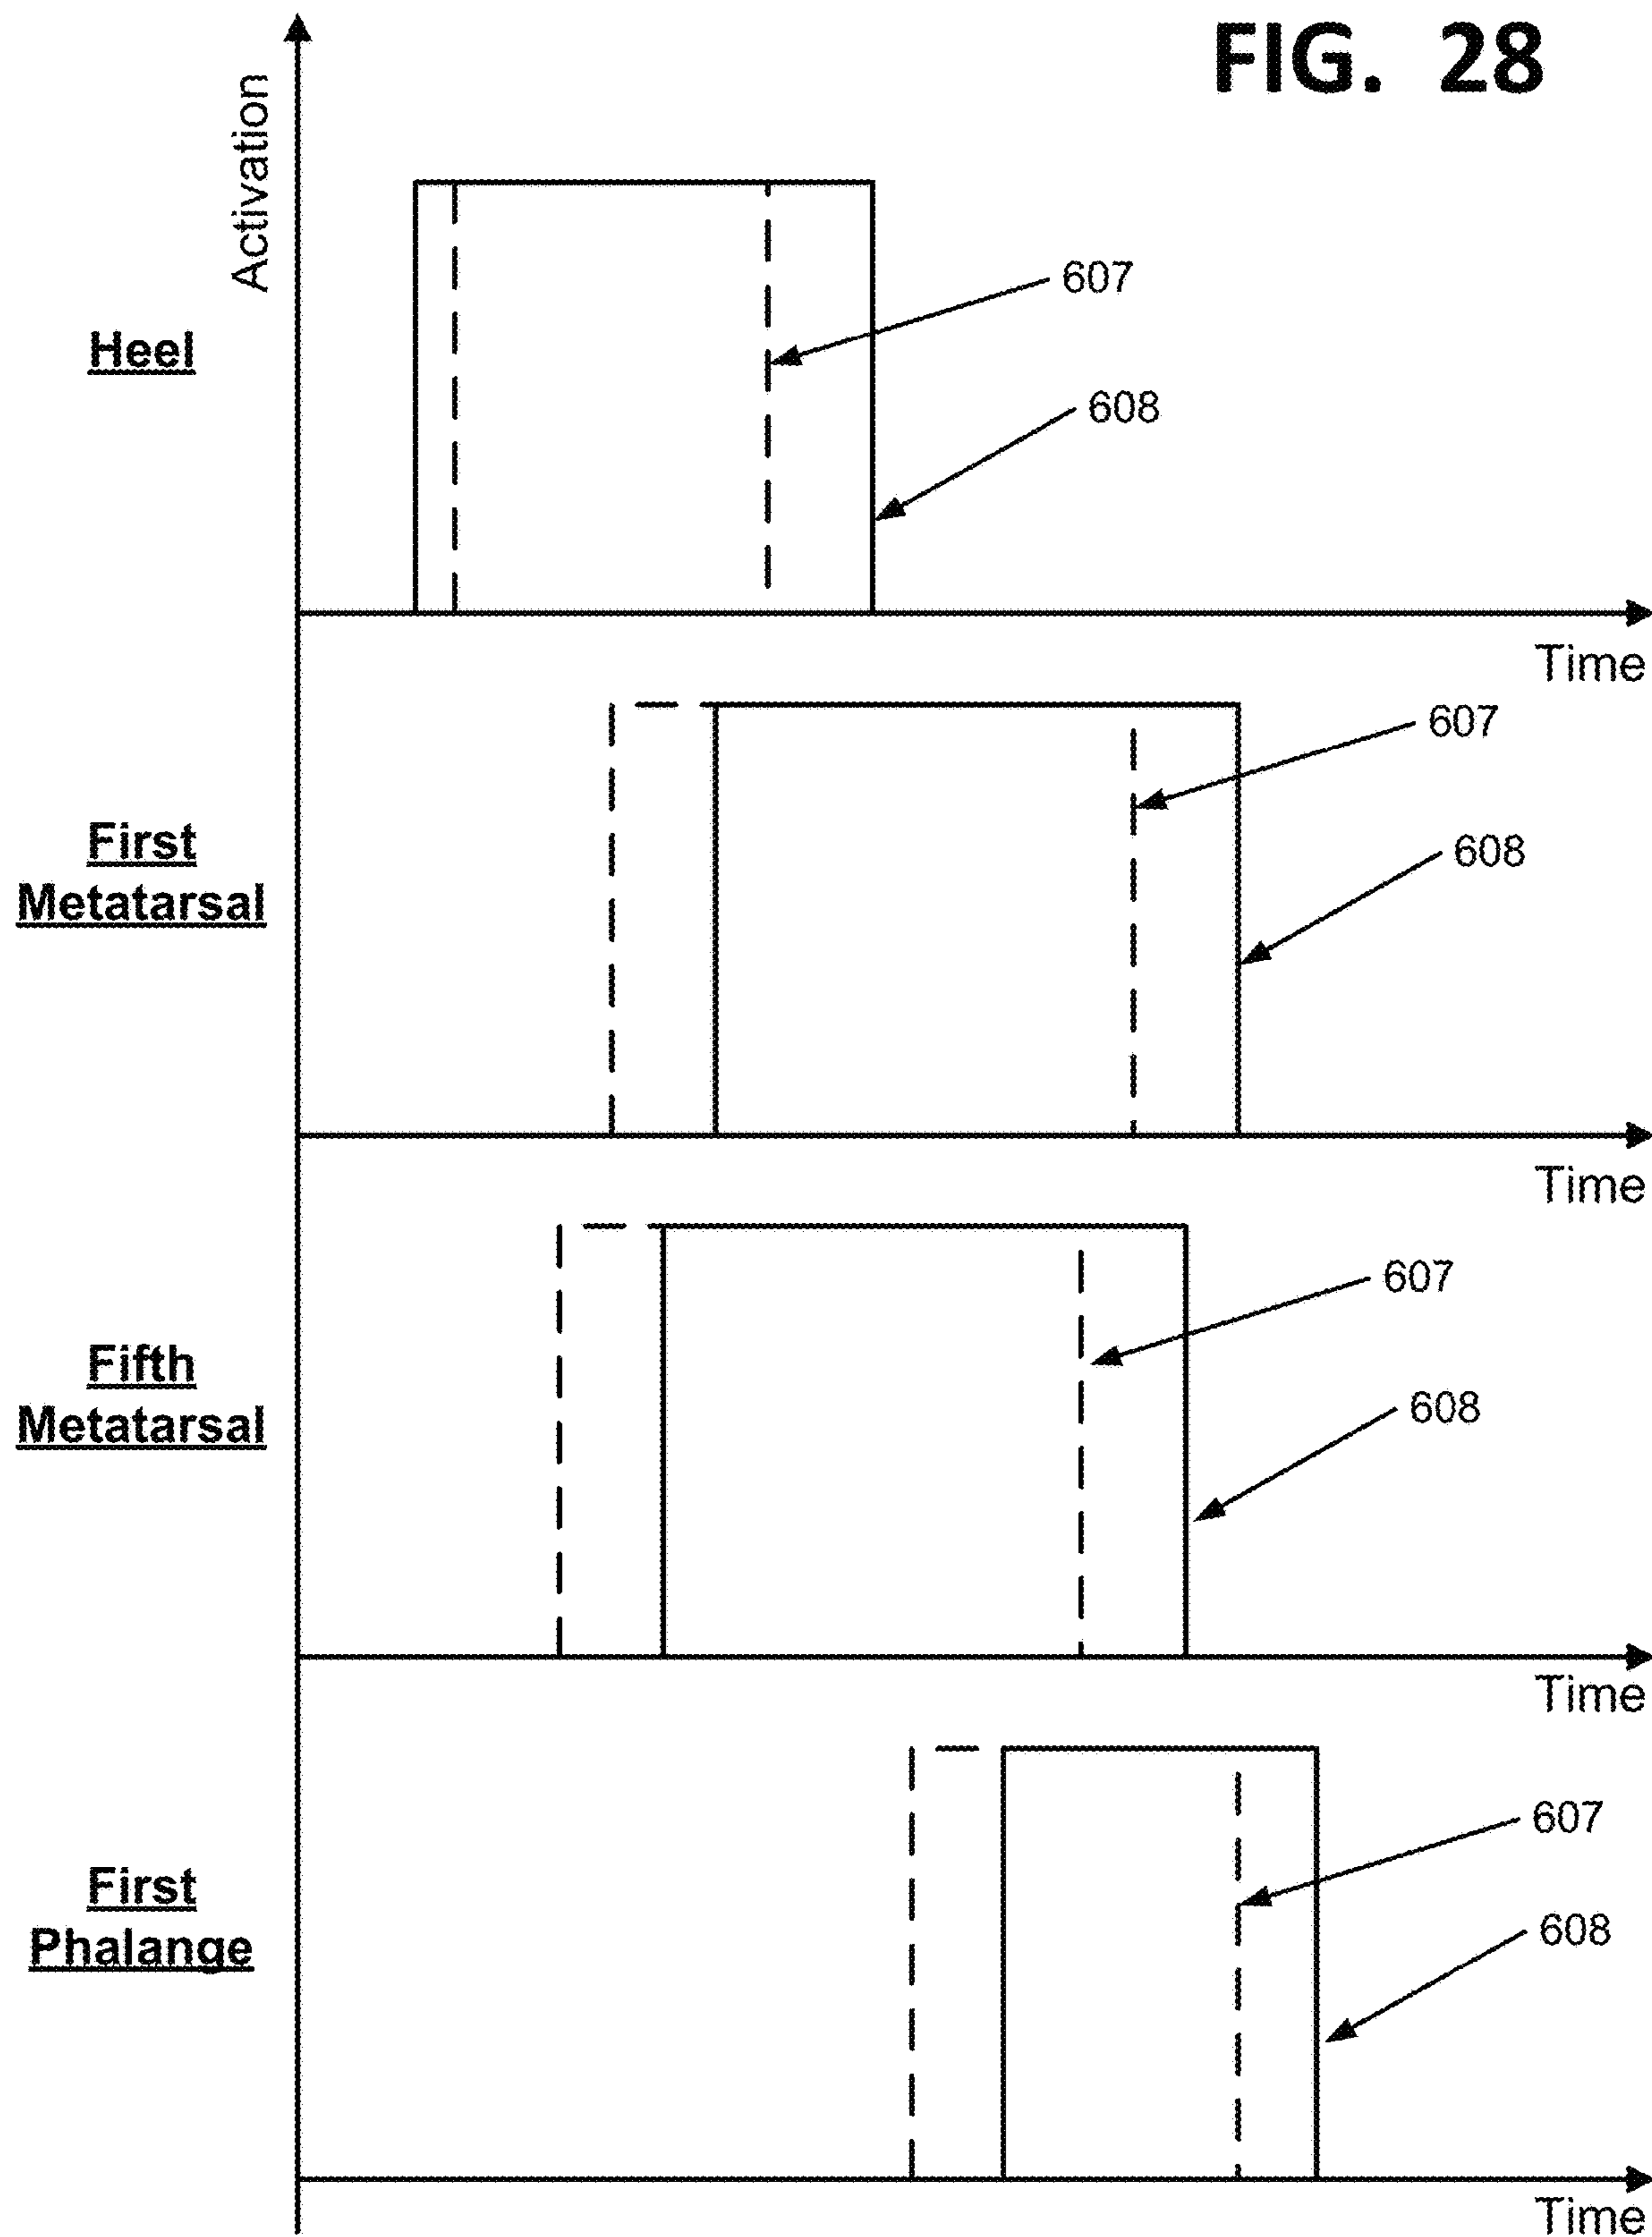 FIG. 28
Activation
Heel
607
608
Time
First
Metatarsal
607
608
Time
Fifth
Metatarsal
607
608
Time
First
Phalange
607
608
Time